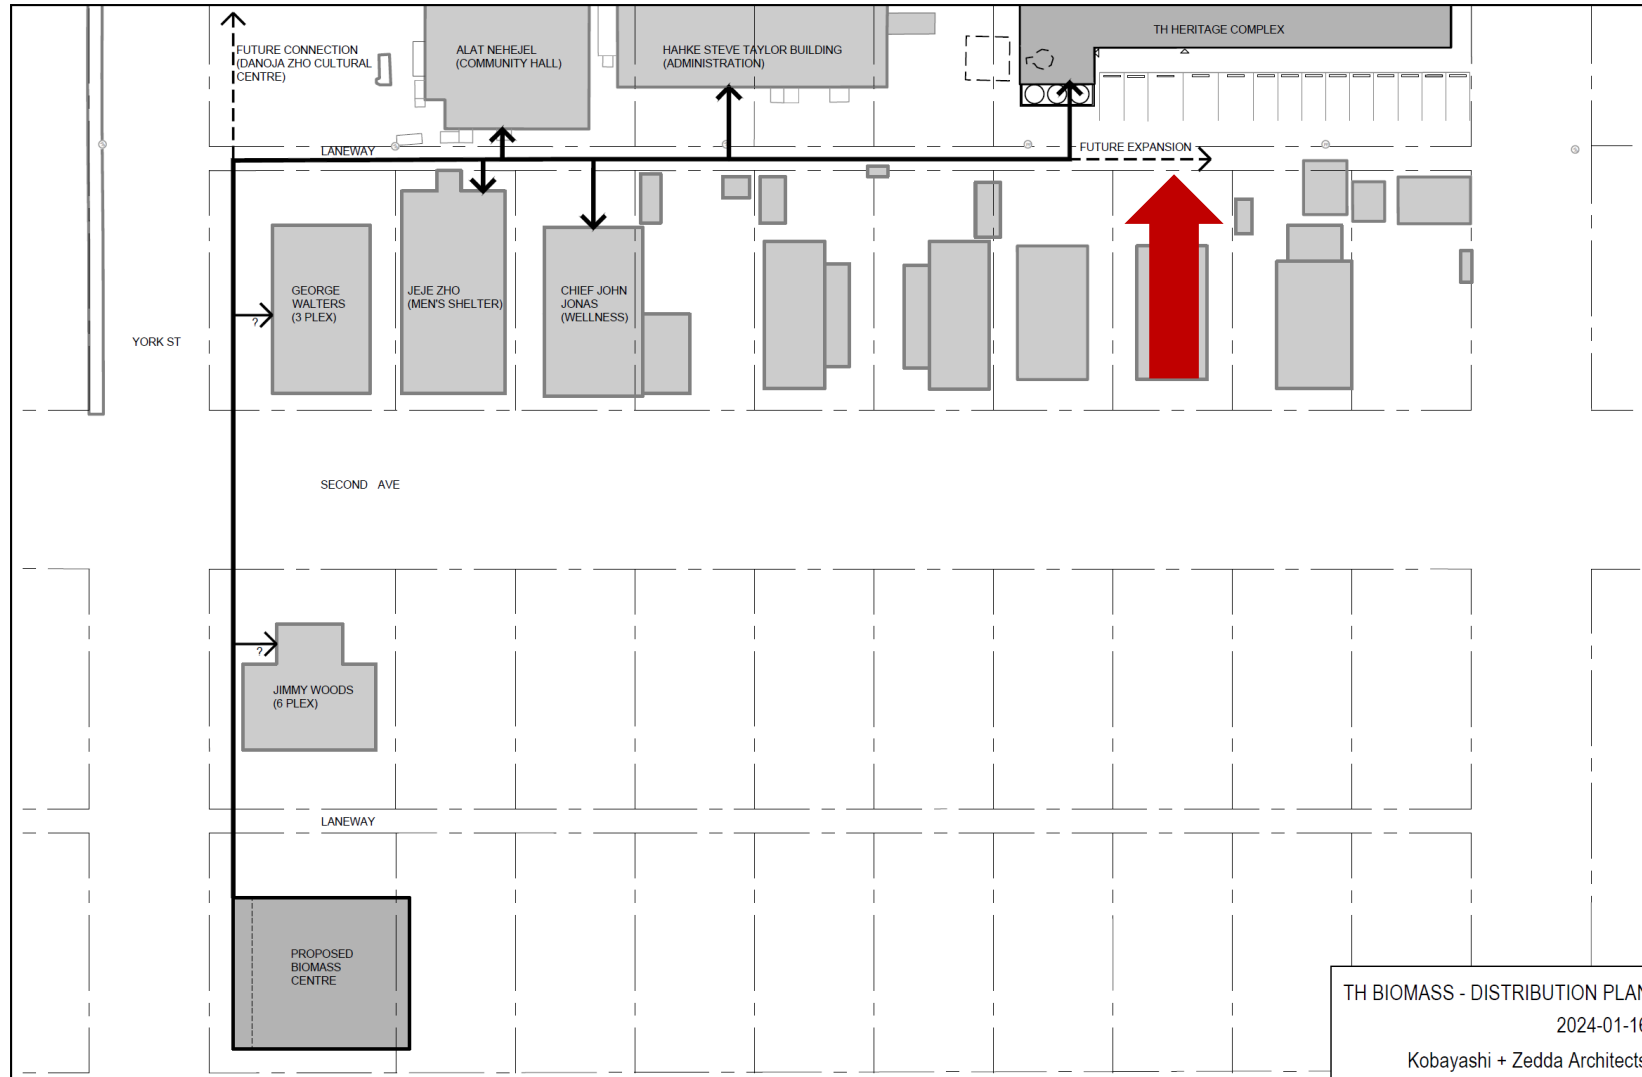 FUTURE CONNECTION
(DANOJA ZHO CULTURAL
CENTRE)
ALAT NEHEJEL
(COMMUNITY HALL)
HAHKE STEVE TAYLOR BUILDING
(ADMINISTRATION)
TH HERITAGE COMPLEX
LANEWAY
FUTURE EXPANSION
GEORGE
WALTERS
(3 PLEX)
?
JEJE ZHO
(MEN'S SHELTER)
CHIEF JOHN
JONAS
(WELLNESS)
YORK ST
SECOND AVE
?
JIMMY WOODS
(6 PLEX)
LANEWAY
PROPOSED
BIOMASS
CENTRE
TH BIOMASS - DISTRIBUTION PLAN
2024-01-16
Kobayashi + Zedda Architects